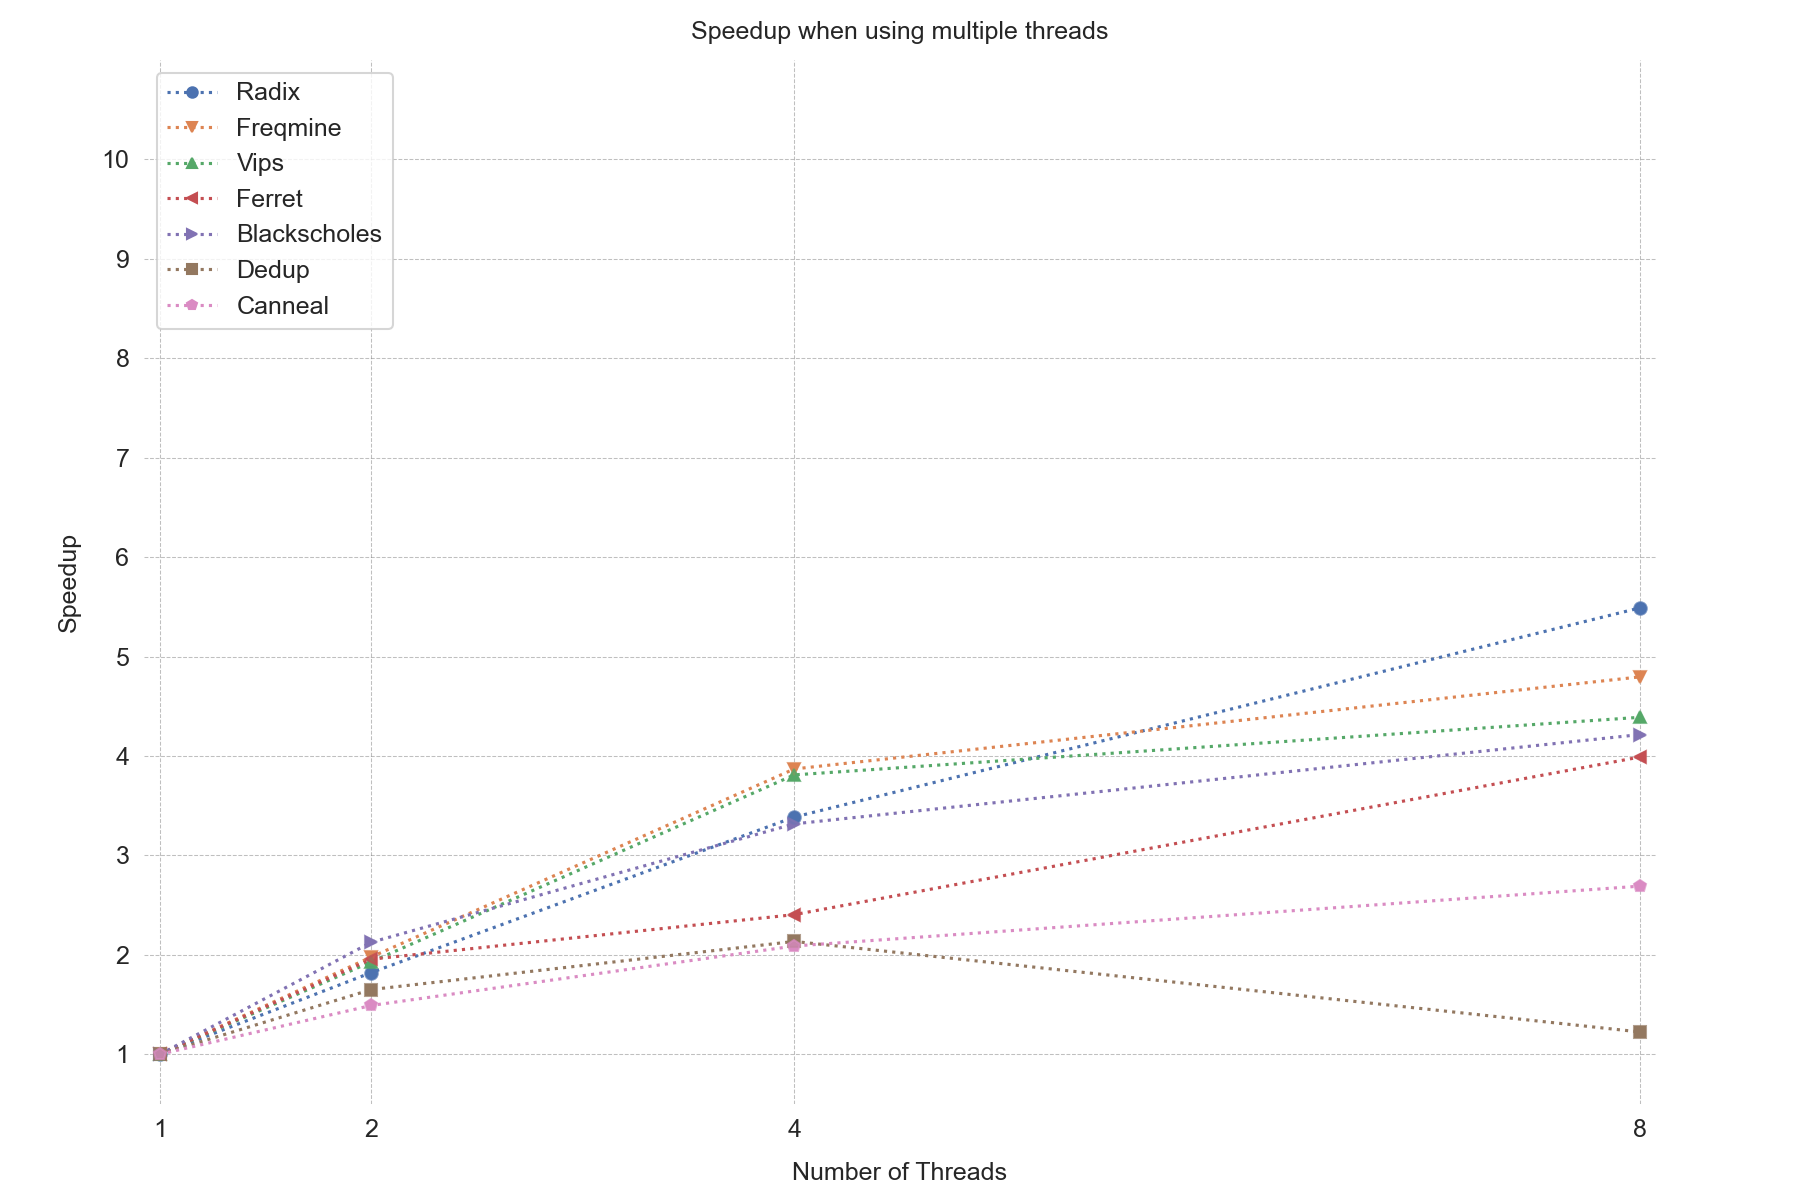 Speedup when using multiple threads
Radix
Freqmine
Vips
Ferret
Blackscholes
Dedup
Canneal
10
9
8
7
6
5
4
3
2
1
Speedup
1 2 4 8
Number of Threads